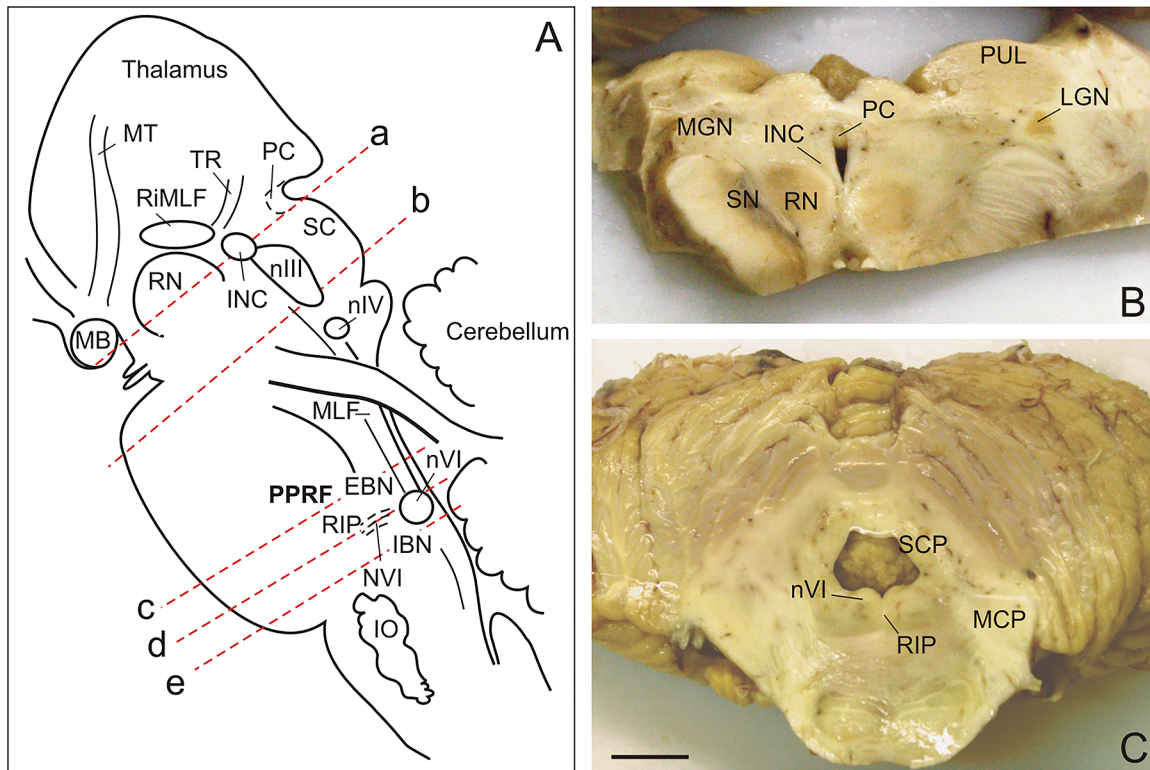 A
Thalamus
MT
TR
PC
a
RiMLF
b
SC
RN
nIII
INC
nIV
MB
Cerebellum
MLF
nVI
PPRF
EBN
RIP
IBN
NVI
c
d
IO
e
PUL
LGN
PC
MGN
INC
SN
RN
B
SCP
nVI
MCP
RIP
C